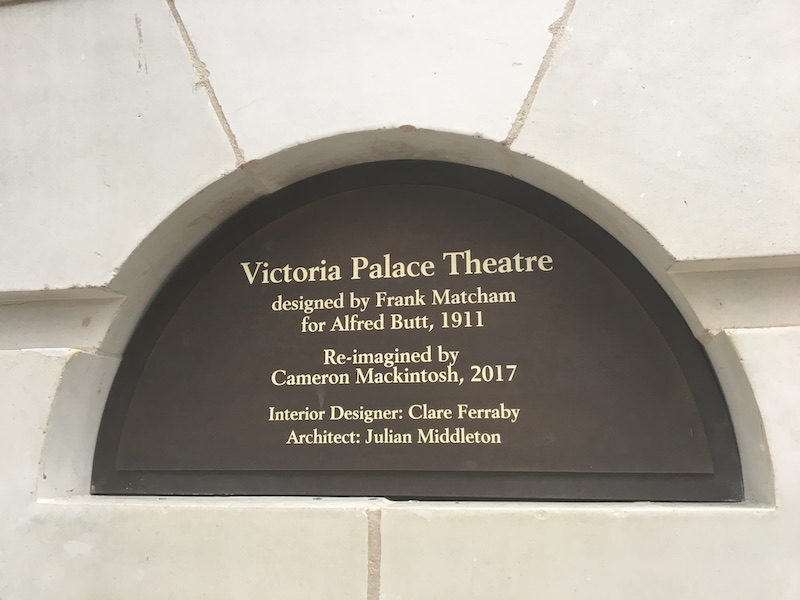 Victoria Palace Theatre
designed by Frank Matcham
for Alfred Butt, 1911
Re-imagined by
Cameron Mackintosh, 2017
Interior Designer: Clare Ferraby
Architect: Julian Middleton